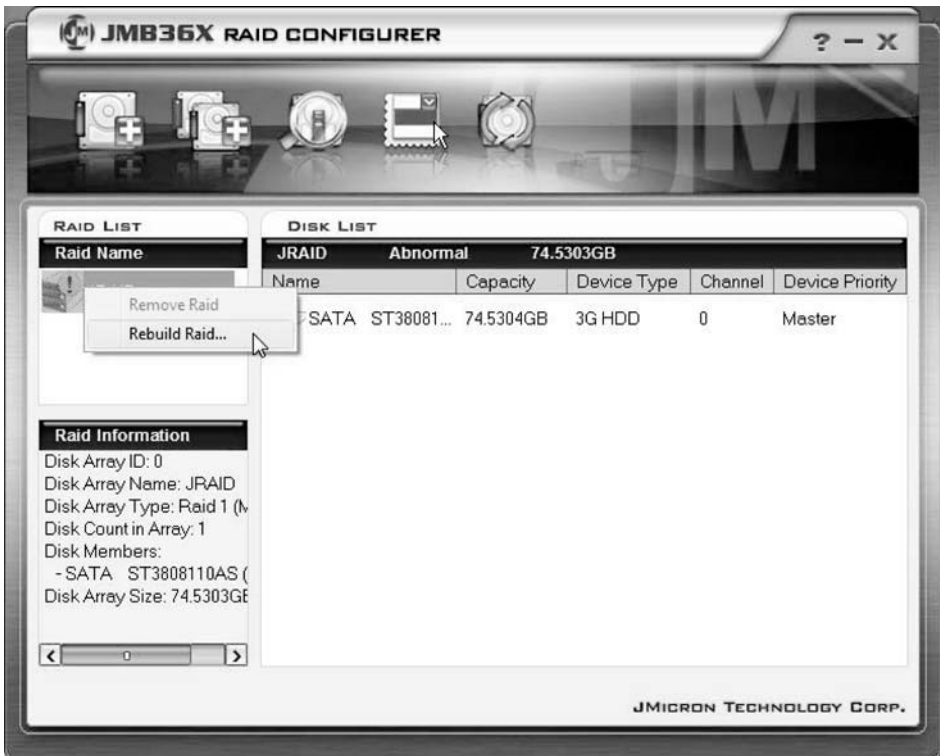 JMB36X RAID CONFIGURER
? – X
RAID LIST
Raid Name
Remove Raid
Rebuild Raid...
Raid Information
Disk Array ID: 0
Disk Array Name: JRAID
Disk Array Type: Raid 1 (M
Disk Count in Array: 1
Disk Members:
- SATA ST3808110AS (
Disk Array Size: 74.5303GB
DISK LIST
JRAID Abnormal 74.5303GB
Name Capacity Device Type Channel Device Priority
SATA ST38081... 74.5304GB 3G HDD 0 Master
JM
JMICRON TECHNOLOGY CORP.